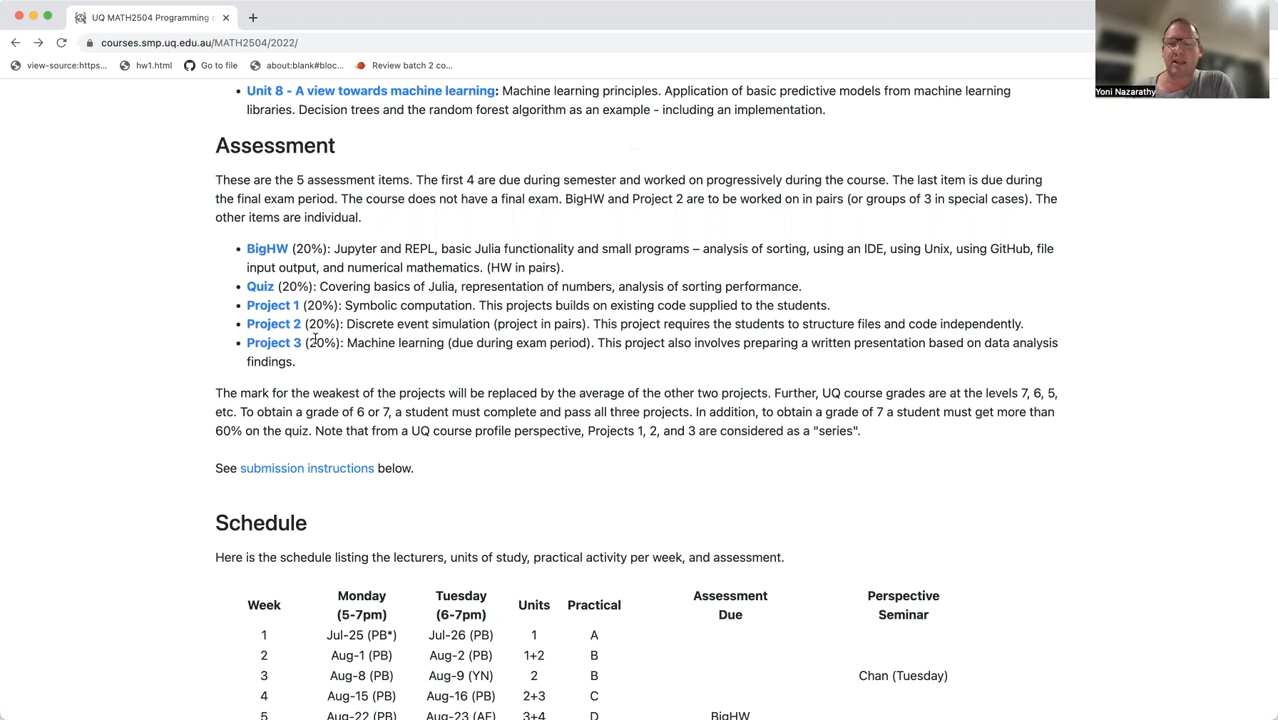 UQ MATH2504 Programming o
courses.smp.uq.edu.au/MATH2504/2022/
view-source:https... hw1.html Go to file about:blank#bloc... Review batch 2 co...
Yoni Nazarathy
Unit 8 - A view towards machine learning: Machine learning principles. Application of basic predictive models from machine learning
libraries. Decision trees and the random forest algorithm as an example - including an implementation.
Assessment
These are the 5 assessment items. The first 4 are due during semester and worked on progressively during the course. The last item is due during
the final exam period. The course does not have a final exam. BigHW and Project 2 are to be worked on in pairs (or groups of 3 in special cases). The
other items are individual.
• BigHW (20%): Jupyter and REPL, basic Julia functionality and small programs – analysis of sorting, using an IDE, using Unix, using GitHub, file
input output, and numerical mathematics. (HW in pairs).
• Quiz (20%): Covering basics of Julia, representation of numbers, analysis of sorting performance.
• Project 1 (20%): Symbolic computation. This projects builds on existing code supplied to the students.
• Project 2 (20%): Discrete event simulation (project in pairs). This project requires the students to structure files and code independently.
• Project 3 (20%): Machine learning (due during exam period). This project also involves preparing a written presentation based on data analysis
findings.
The mark for the weakest of the projects will be replaced by the average of the other two projects. Further, UQ course grades are at the levels 7, 6, 5,
etc. To obtain a grade of 6 or 7, a student must complete and pass all three projects. In addition, to obtain a grade of 7 a student must get more than
60% on the quiz. Note that from a UQ course profile perspective, Projects 1, 2, and 3 are considered as a "series".
See submission instructions below.
Schedule
Here is the schedule listing the lecturers, units of study, practical activity per week, and assessment.
Week Monday (5-7pm) Tuesday (6-7pm) Units Practical Assessment Due Perspective Seminar
1 Jul-25 (PB*) Jul-26 (PB) 1 A
2 Aug-1 (PB) Aug-2 (PB) 1+2 B
3 Aug-8 (PB) Aug-9 (YN) 2 B Chan (Tuesday)
4 Aug-15 (PB) Aug-16 (PB) 2+3 C
5 Aug-22 (PB) Aug-23 (AF) 3+4 D BigHW